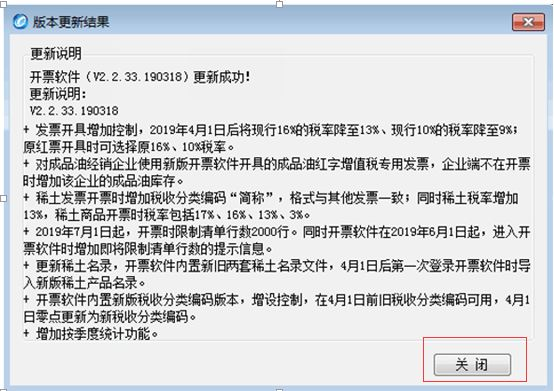 版本更新结果
更新说明
开票软件（V2.2.33.190318）更新成功！
更新说明：
V2.2.33.190318
+ 发票开具增加控制，2019年4月1日后将现行16%的税率降至13%、现行10%的税率降至9%；
原红票开具时可选择原16%、10%税率。
+ 对成品油经销企业使用新版开票软件开具的成品油红字增值税专用发票，企业端不在开票
时增加该企业的成品油库存。
+ 稀土发票开票时增加税收分类编码“简称”，格式与其他发票一致；同时稀土税率增加
13%，稀土商品开票时税率包括17%、16%、13%、3%。
+ 2019年7月1日起，开票时限制清单行数2000行。同时开票软件在2019年6月1日起，进入开
票软件时增加即将限制清单行数的提示信息。
+ 更新稀土名录，开票软件内置新旧两套稀土名录文件，4月1日后第一次登录开票软件时导
入新版稀土产品名录。
+ 开票软件内置新版税收分类编码版本，增设控制，在4月1日前旧税收分类编码可用，4月1
日零点更新为新税收分类编码。
+ 增加按季度统计功能。
关 闭